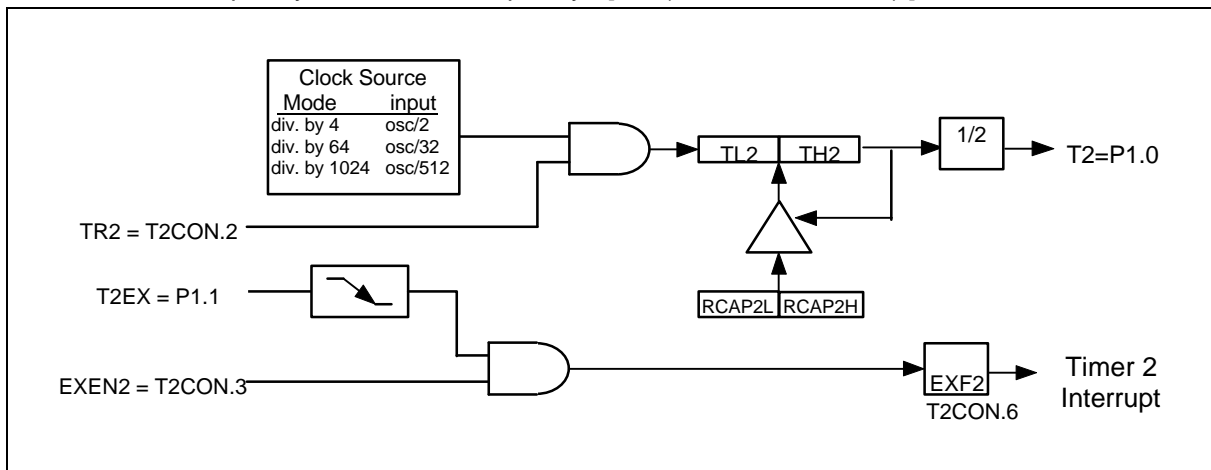 Clock Source
Mode input
div. by 4 osc/2
div. by 64 osc/32
div. by 1024 osc/512
TL2 TH2
1/2
T2=P1.0
TR2 = T2CON.2
T2EX = P1.1
RCAP2L RCAP2H
EXEN2 = T2CON.3
EXF2
T2CON.6
Timer 2
Interrupt